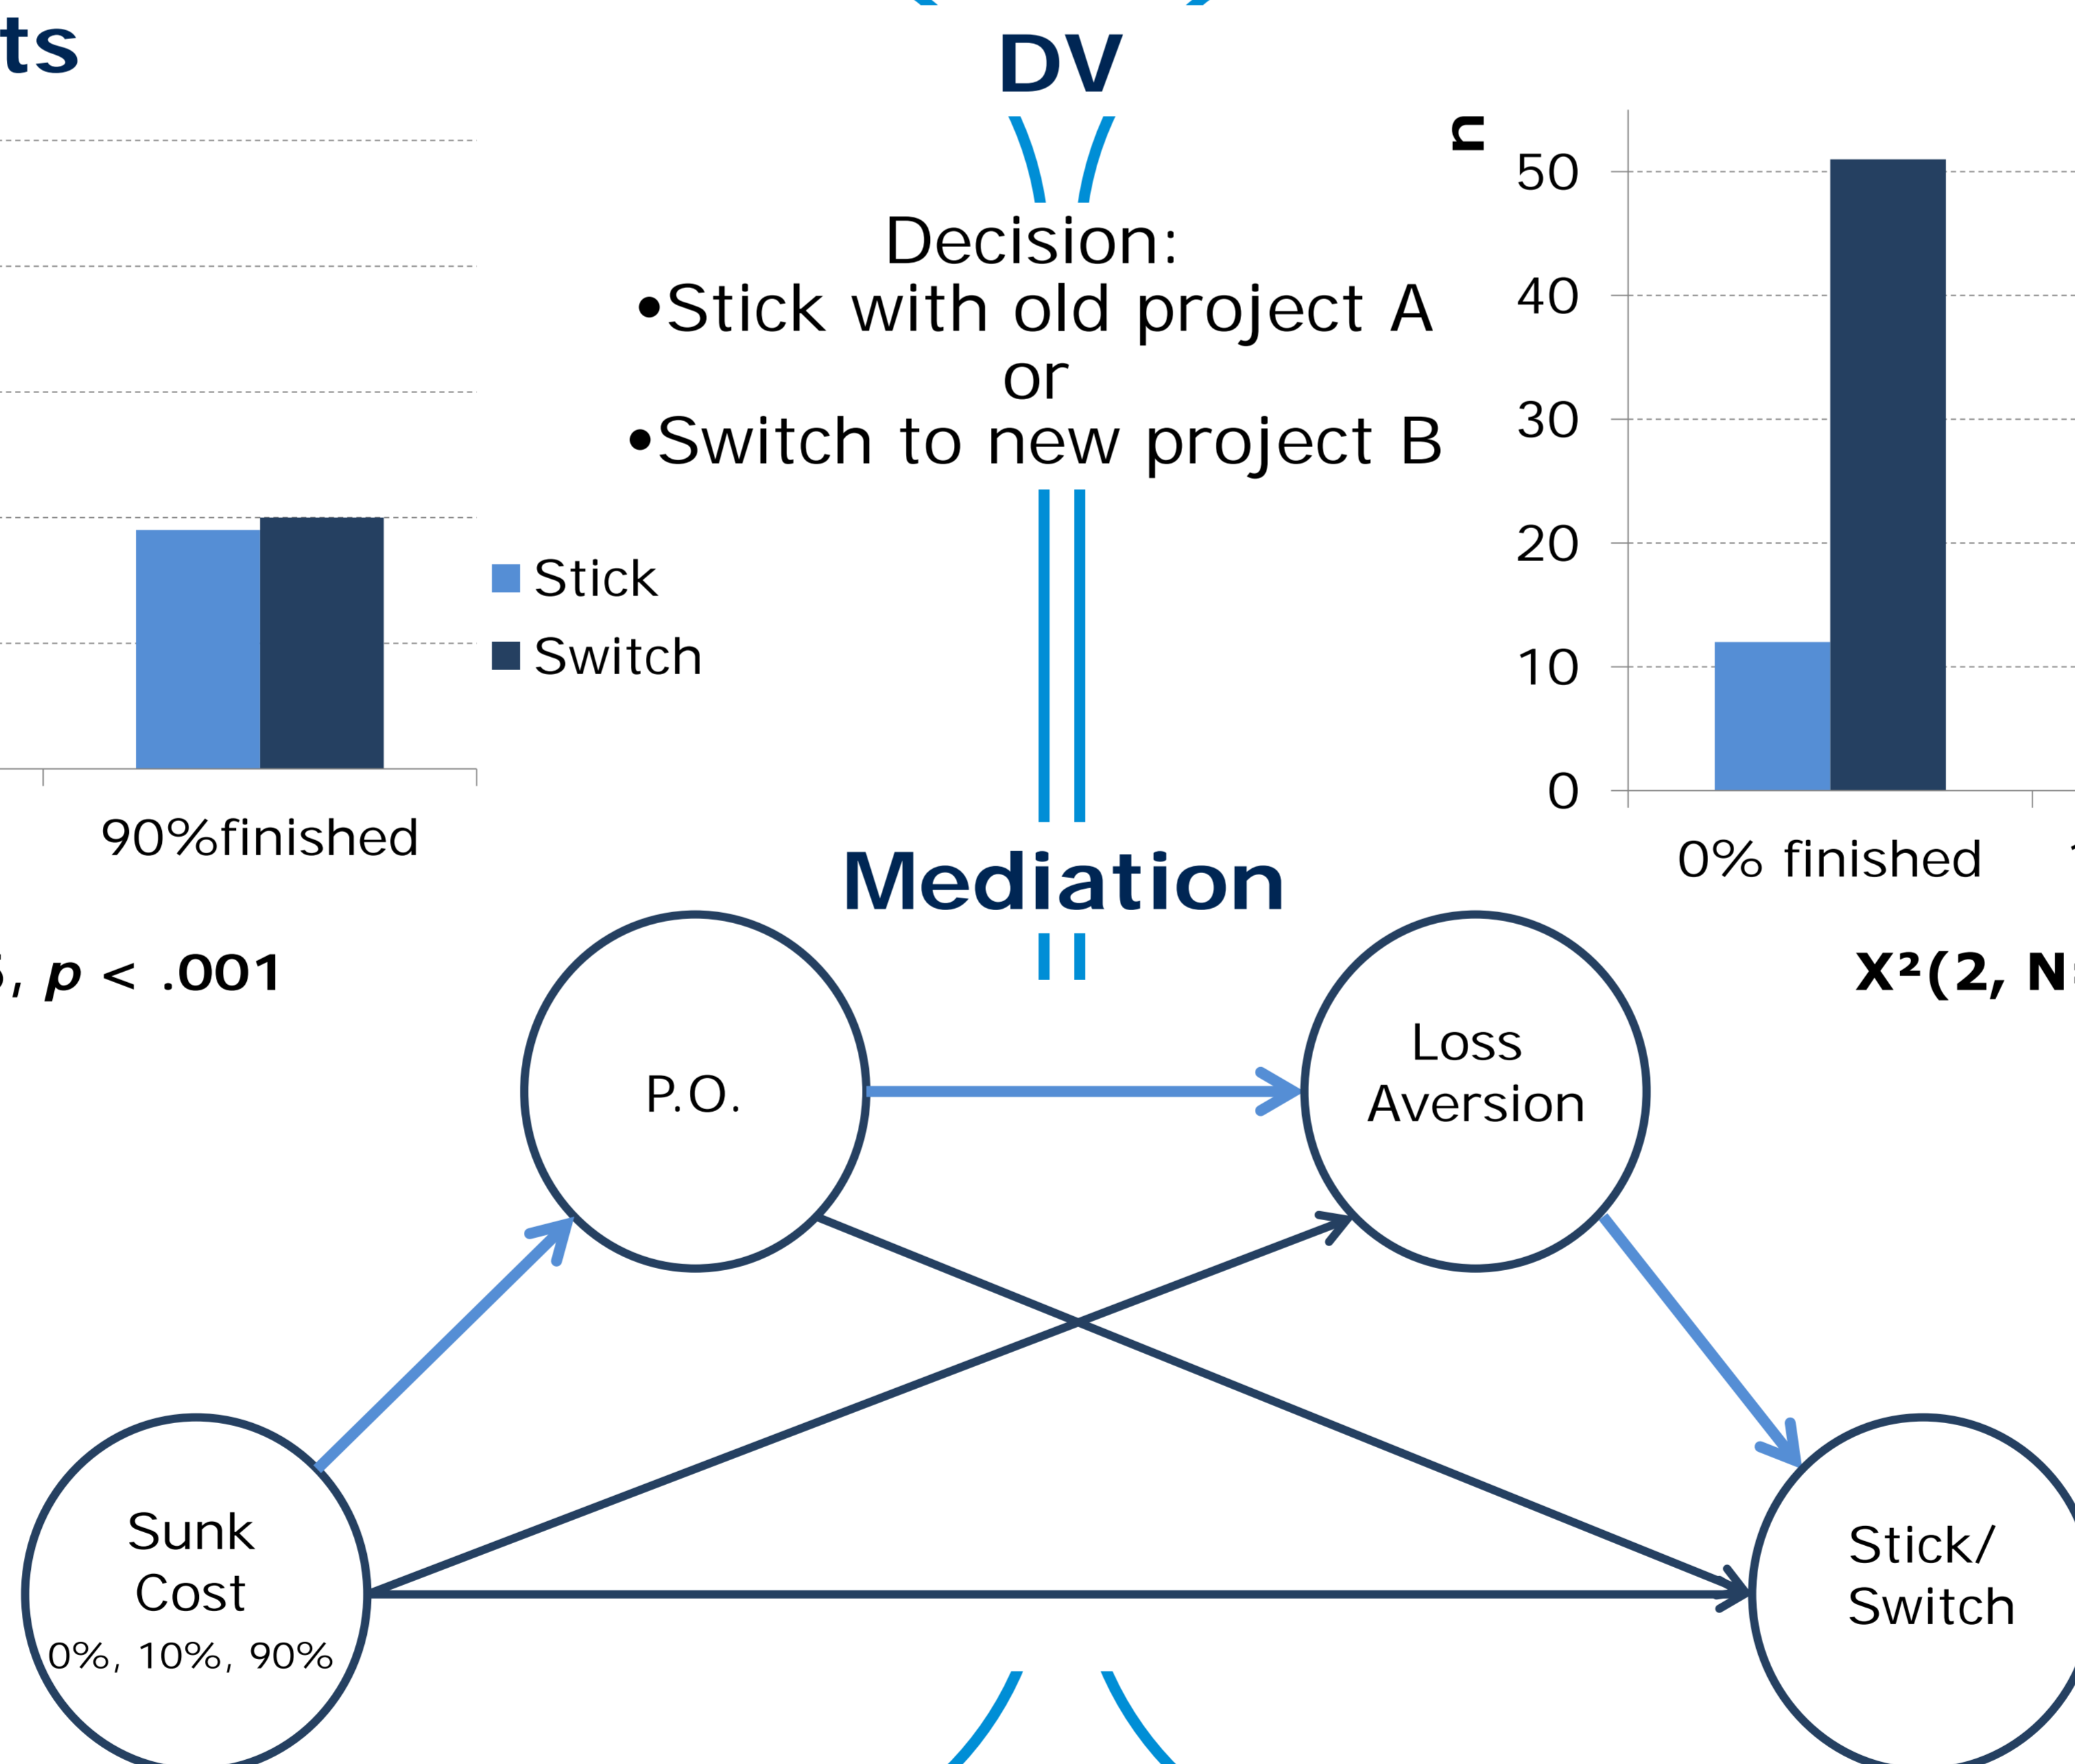 ts
DV
Decision:
•Stick with old project A
or
•Switch to new project B
Stick
Switch
90%finished
, p < .001
n
50
40
30
20
10
0
0% finished
X²(2, N
Mediation
P.O.
Loss
Aversion
Sunk
Cost
0%, 10%, 90%
Stick/
Switch